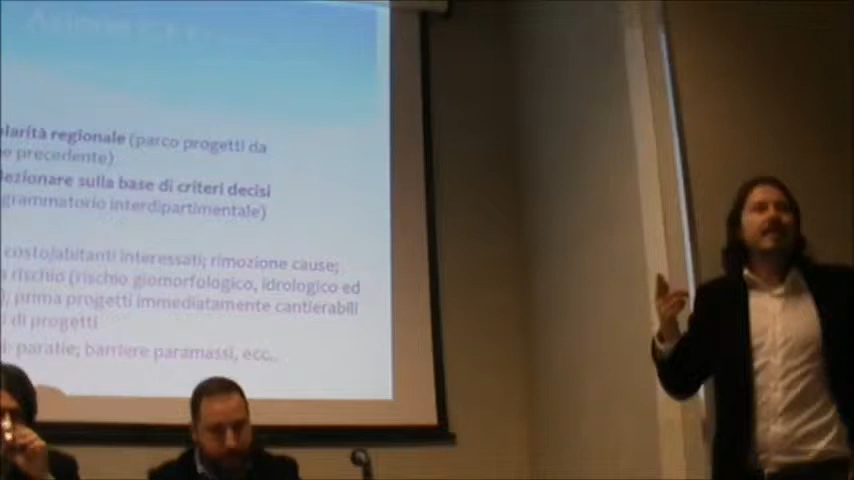 larità regionale (parco progetti da
e precedente)
lezionare sulla base di criteri decisi
grammatorio interdipartimentale)
costo/abitanti interessati; rimozione cause;
rischio (rischio giomorfologico, idrologico ed
); prima progetti immediatamente cantierabili
i di progetti
i: paratie; barriere paramassi, ecc.